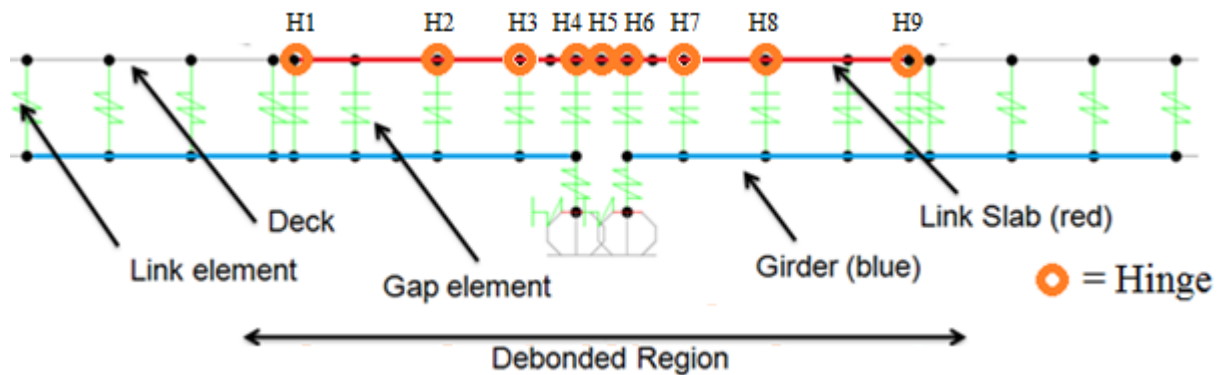 H1 H2 H3 H4 H5 H6 H7 H8 H9
Deck
Link element
Gap element
Link Slab (red)
Girder (blue)
= Hinge
Debonded Region